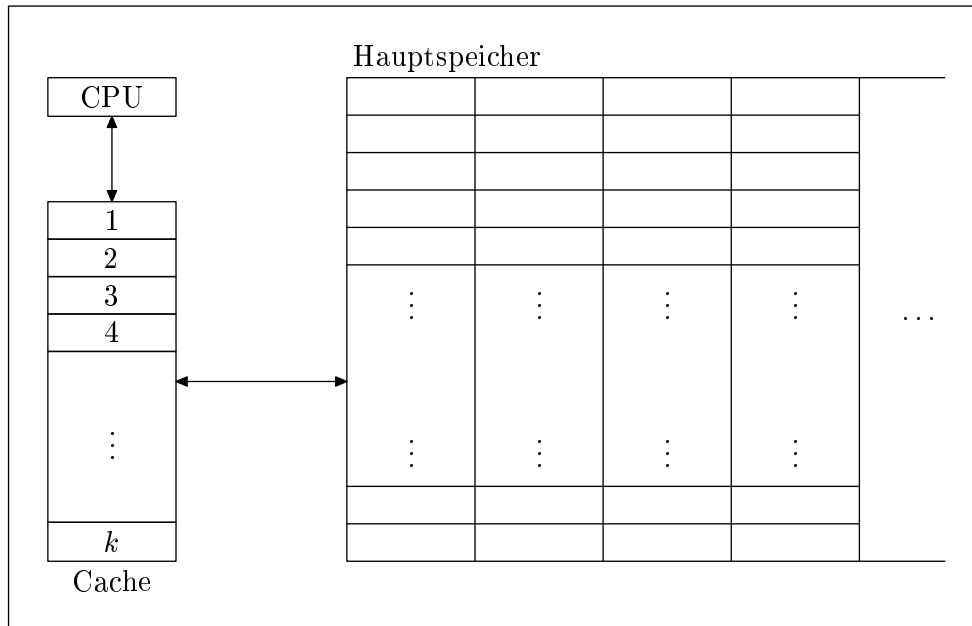 Hauptspeicher
CPU
1
2
3
4
⋮
⋮ ⋮ ⋮ ⋮
...
⋮ ⋮ ⋮ ⋮
k
Cache